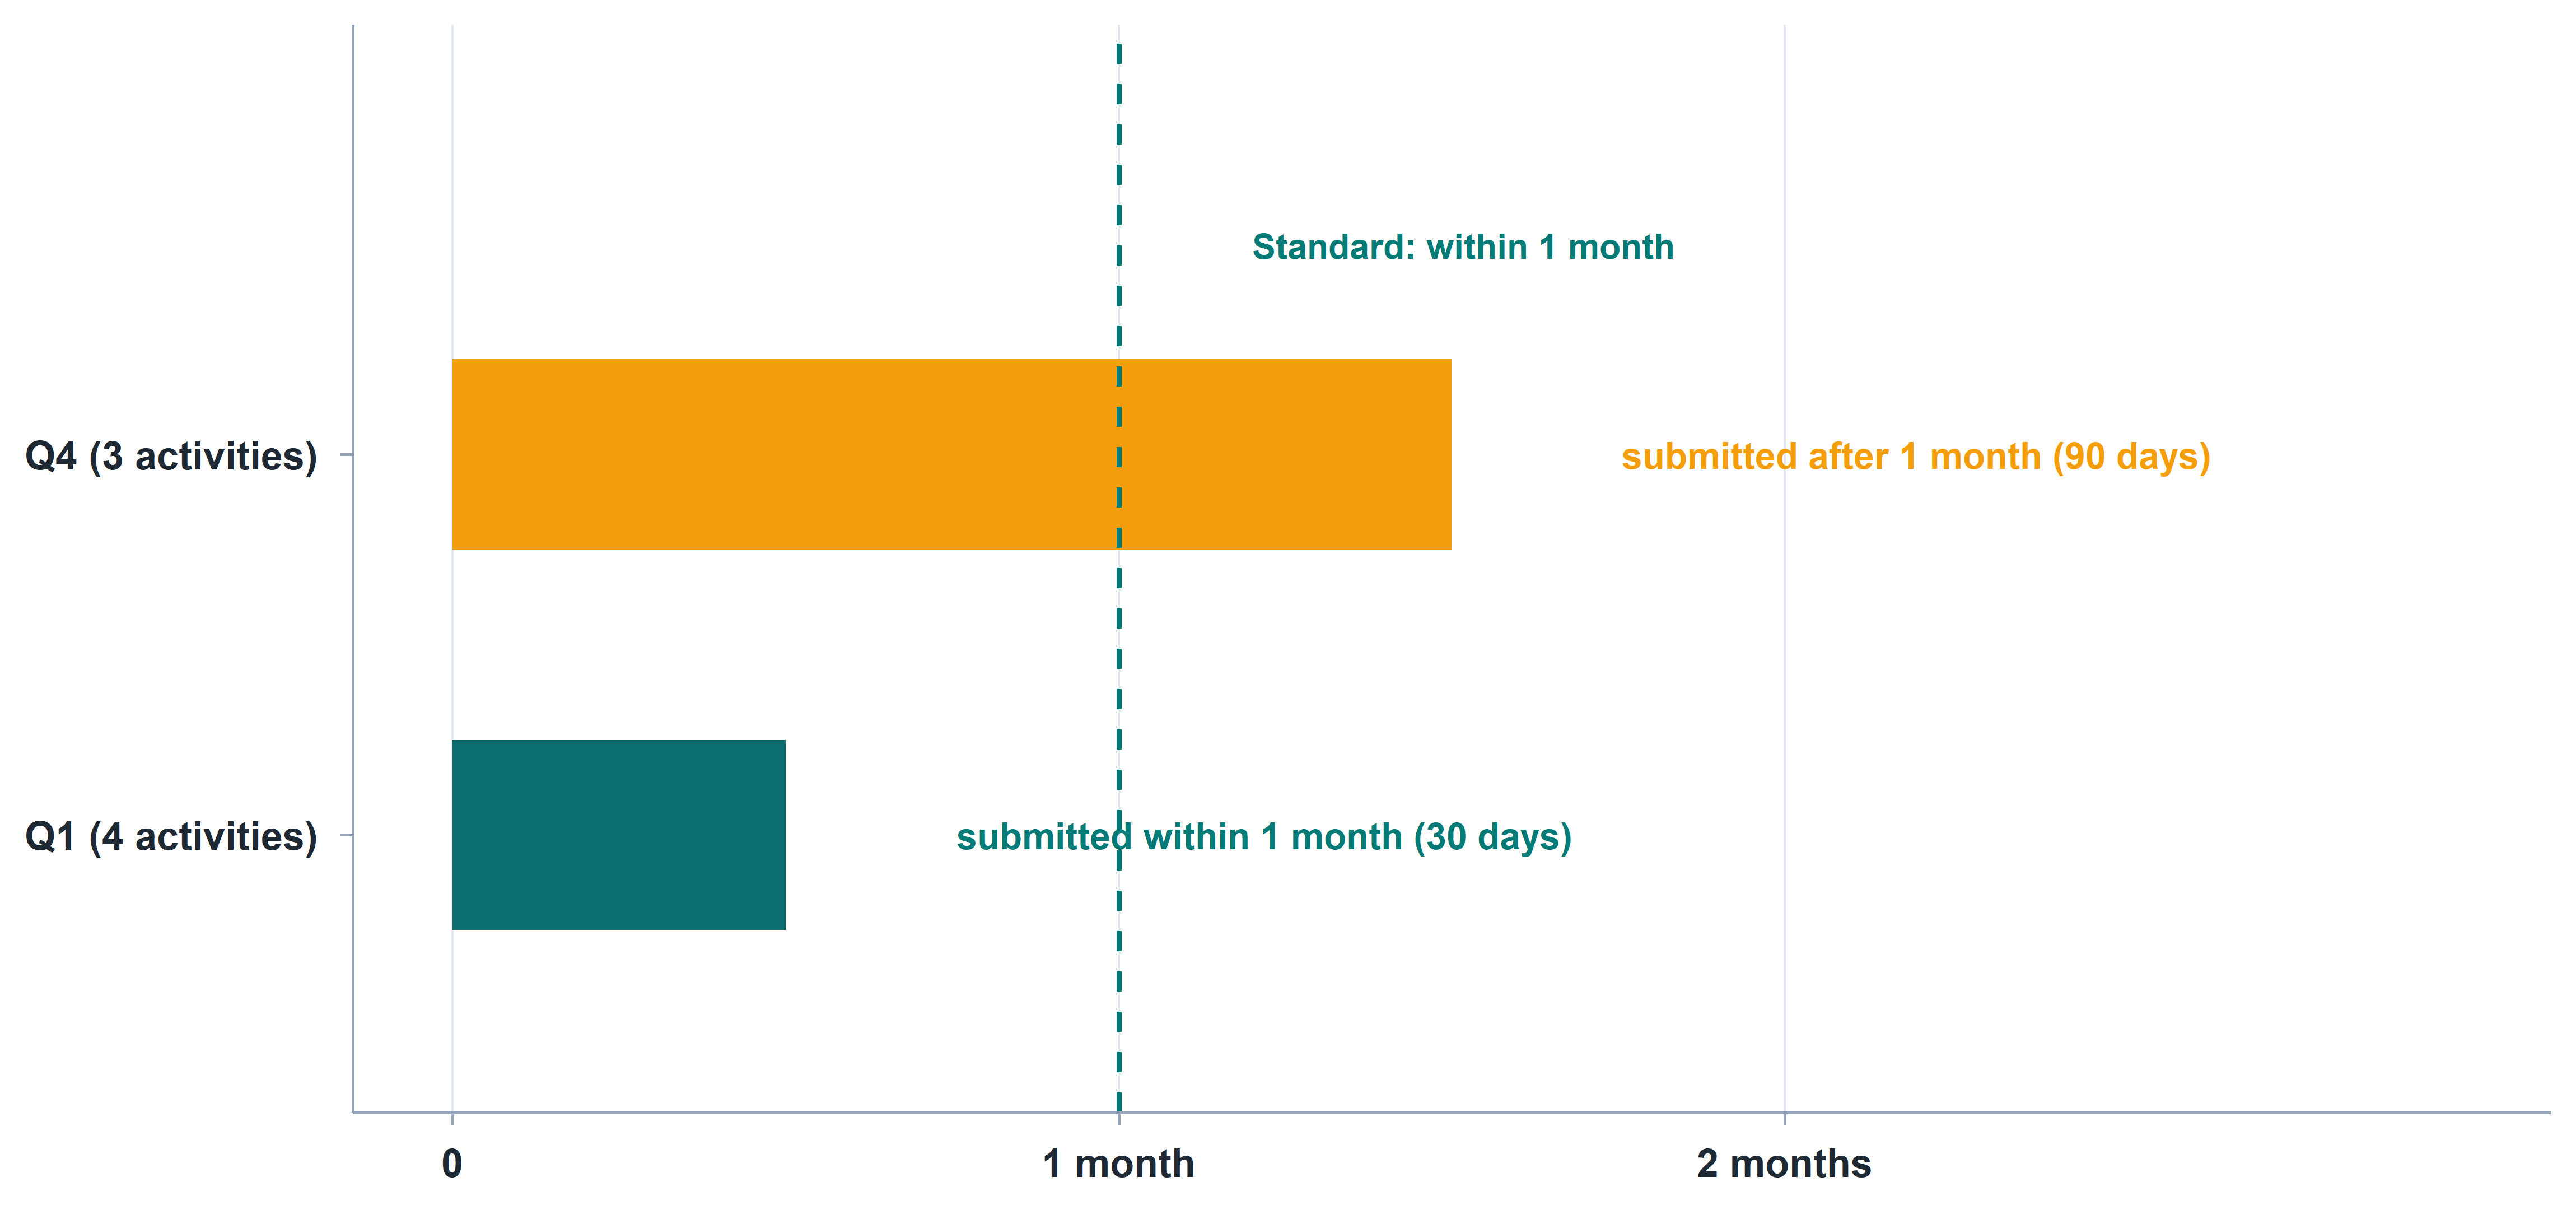 Standard: within 1 month
Q4 (3 activities)
submitted after 1 month (90 days)
Q1 (4 activities)
submitted within 1 month (30 days)
0
1 month
2 months